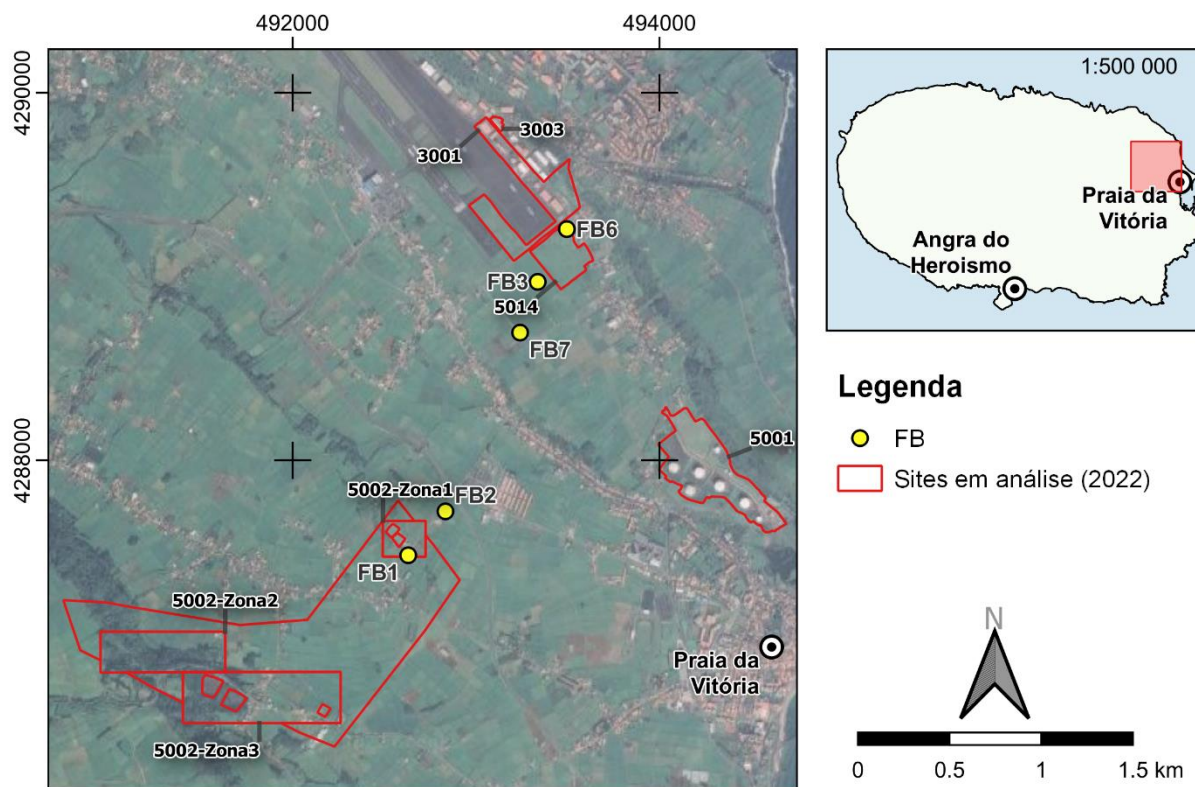 492000
494000
4290000
4288000
3003
3001
FB6
FB3
5014
FB7
5001
5002-Zona1
FB2
FB1
5002-Zona2
5002-Zona3
Praia da
Vitória
1:500 000
Praia da
Vitória
Angra do
Heroismo
Legenda
FB
Sites em análise (2022)
N
0 0.5 1 1.5 km